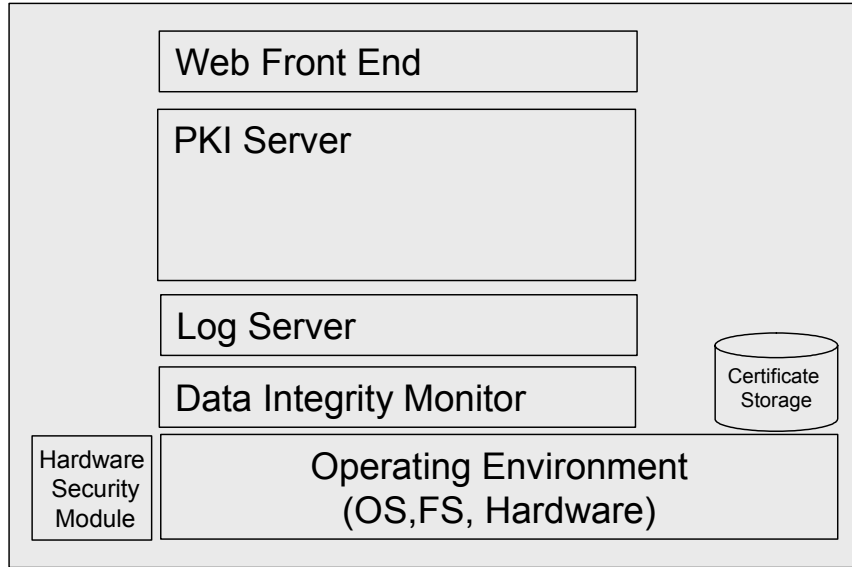 Web Front End
PKI Server
Log Server
Data Integrity Monitor
Certificate
Storage
Hardware
Security
Module
Operating Environment
(OS,FS, Hardware)